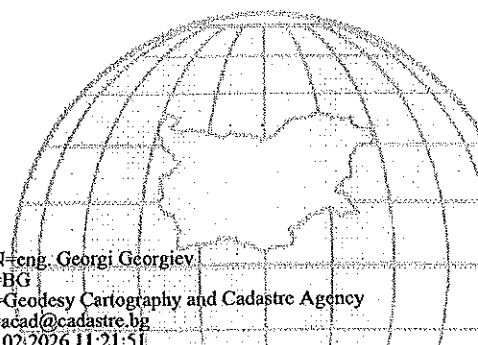 N=eng. Georgi Georgiev
=BG
=Geodesy Cartography and Cadastre Agency
=acad@cadastre.bg
.02.2026 11:21:51